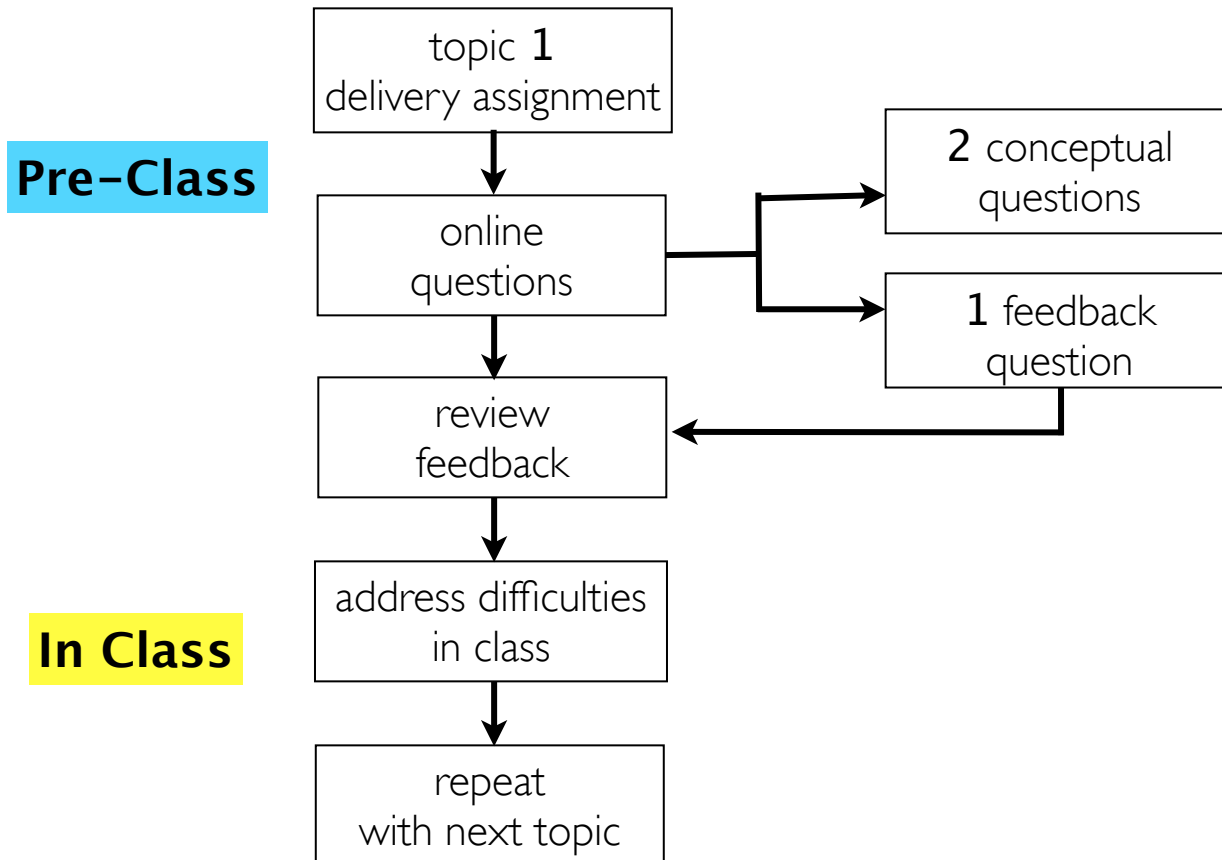 topic 1
delivery assignment
Pre-Class
2 conceptual
questions
online
questions
1 feedback
question
review
feedback
address difficulties
in class
In Class
repeat
with next topic